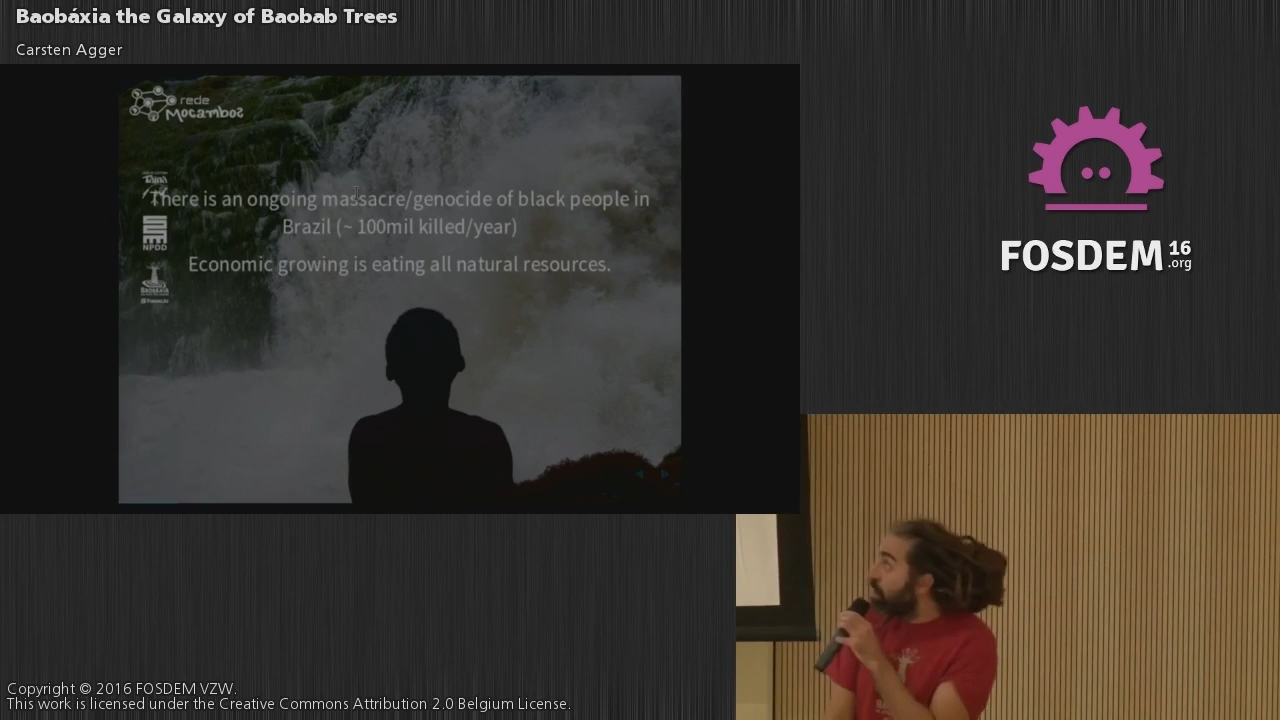 Baobáxia the Galaxy of Baobab Trees
Carsten Agger
rede
Mocambos
There is an ongoing massacre/genocide of black people in
Brazil (~ 100mil killed/year)
Economic growing is eating all natural resources.
NPDD
BAOBÁXIA
FOSDEM 16
.org
Copyright © 2016 FOSDEM VZW.
This work is licensed under the Creative Commons Attribution 2.0 Belgium License.